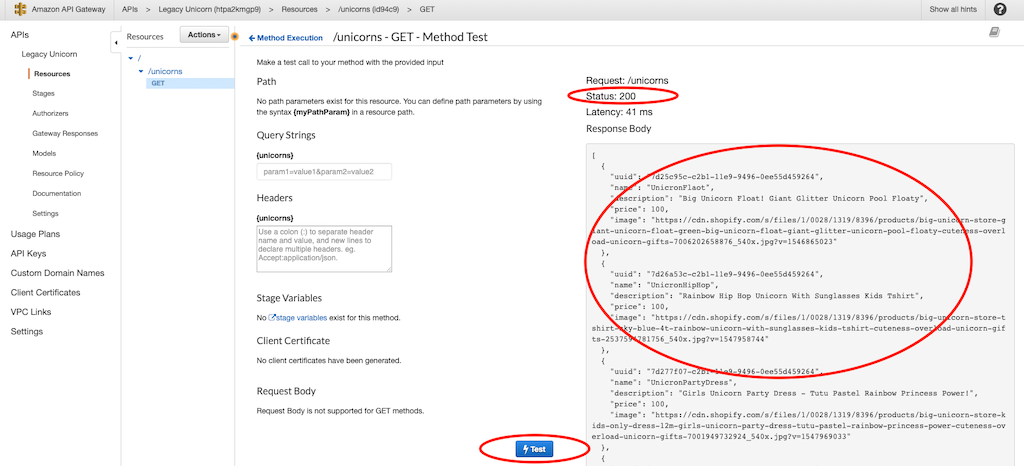 Amazon API Gateway
APIs > Legacy Unicorn (htpa2kmgp9) > Resources > /unicorns (id94c9) > GET
Show all hints
APIs
Legacy Unicorn
Resources
Stages
Authorizers
Gateway Responses
Models
Resource Policy
Documentation
Settings
Usage Plans
API Keys
Custom Domain Names
Client Certificates
VPC Links
Settings
Resources
Actions
/
/unicorns
GET
Method Execution /unicorns - GET - Method Test
Make a test call to your method with the provided input
Path
No path parameters exist for this resource. You can define path parameters by using
the syntax {myPathParam} in a resource path.
Query Strings
{unicorns}
param1=value1&param2=value2
Headers
{unicorns}
Use a colon (:) to separate header
name and value, and new lines to
declare multiple headers. eg.
Accept:application/json.
Stage Variables
No stage variables exist for this method.
Client Certificate
No client certificates have been generated.
Request Body
Request Body is not supported for GET methods.
Test
Request: /unicorns
Status: 200
Latency: 41 ms
Response Body
[
{
"uuid": "7d25c95c-c2b1-11e9-9496-0ee55d459264",
"name": "UnicronFlaot",
"description": "Big Unicorn Float! Giant Glitter Unicorn Pool Floaty",
"price": 100,
"image": "https://cdn.shopify.com/s/files/1/0028/1319/8396/products/big-unicorn-store-g
iant-unicorn-float-green-big-unicorn-float-giant-glitter-unicorn-pool-floaty-cuteness-overl
oad-unicorn-gifts-7006202658876_540x.jpg?v=1546865023"
},
{
"uuid": "7d26a53c-c2b1-11e9-9496-0ee55d459264",
"name": "UnicronHipHop",
"description": "Rainbow Hip Hop Unicorn With Sunglasses Kids Tshirt",
"price": 100,
"image": "https://cdn.shopify.com/s/files/1/0028/1319/8396/products/big-unicorn-store-t
shirt-sky-blue-4t-rainbow-unicorn-with-sunglasses-kids-tshirt-cuteness-overload-unicorn-gif
ts-2537594781756_540x.jpg?v=1547958744"
},
{
"uuid": "7d277f07-c2b1-11e9-9496-0ee55d459264",
"name": "UnicronPartyDress",
"description": "Girls Unicorn Party Dress - Tutu Pastel Rainbow Princess Power!",
"price": 100,
"image": "https://cdn.shopify.com/s/files/1/0028/1319/8396/products/big-unicorn-store-k
ids-only-dress-12m-girls-unicorn-party-dress-tutu-pastel-rainbow-princess-power-cuteness-ov
erload-unicorn-gifts-7001949732924_540x.jpg?v=1547969033"
},
{